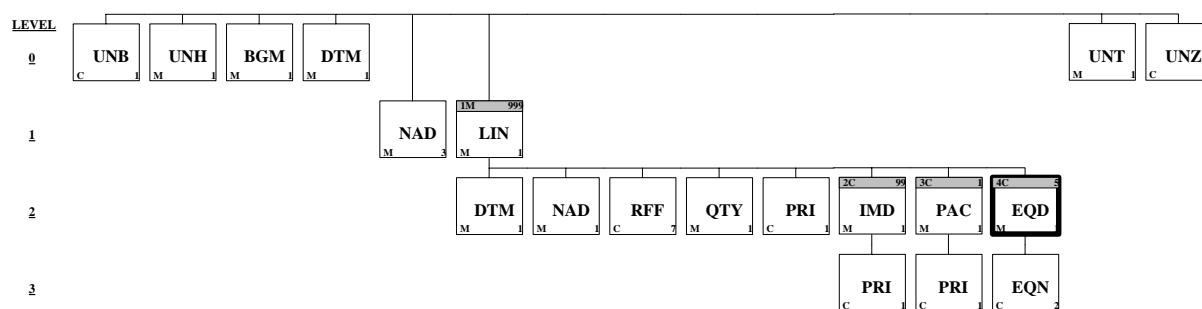 LEVEL
0
UNB
C 1
UNH
M 1
BGM
M 1
DTM
M 1
UNT
M 1
UNZ
C
1
NAD
M 3
1M 999
LIN
M 1
2
DTM
M 1
NAD
M 1
RFF
C 7
QTY
M 1
PRI
C 1
2C 99
IMD
M 1
3C 1
PAC
M 1
4C 5
EQD
M
3
PRI
C 1
PRI
C 1
EQN
C 2